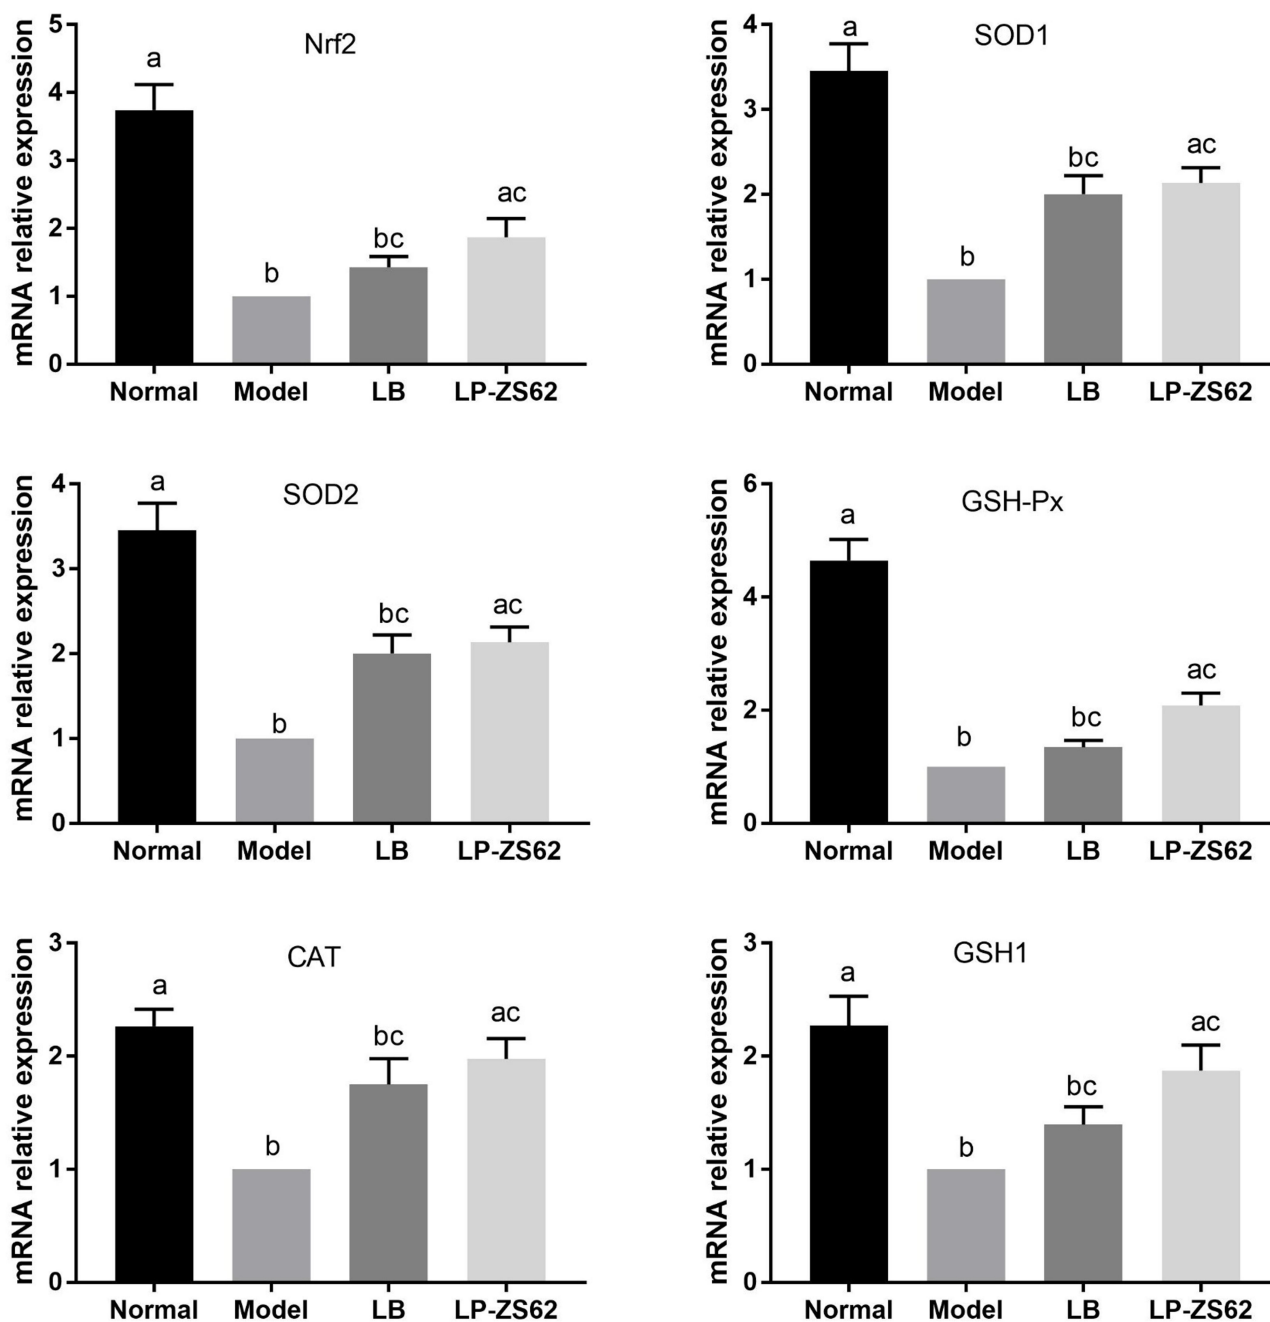 Nrf2
mRNA relative expression
5
4
3
2
1
0
a
b
bc
ac
Normal Model LB LP-ZS62
SOD1
mRNA relative expression
4
3
2
1
0
a
b
bc
ac
Normal Model LB LP-ZS62
SOD2
mRNA relative expression
4
3
2
1
0
a
b
bc
ac
Normal Model LB LP-ZS62
GSH-Px
mRNA relative expression
6
4
2
0
a
b
bc
ac
Normal Model LB LP-ZS62
CAT
mRNA relative expression
3
2
1
0
a
b
bc
ac
Normal Model LB LP-ZS62
GSH1
mRNA relative expression
3
2
1
0
a
b
bc
ac
Normal Model LB LP-ZS62